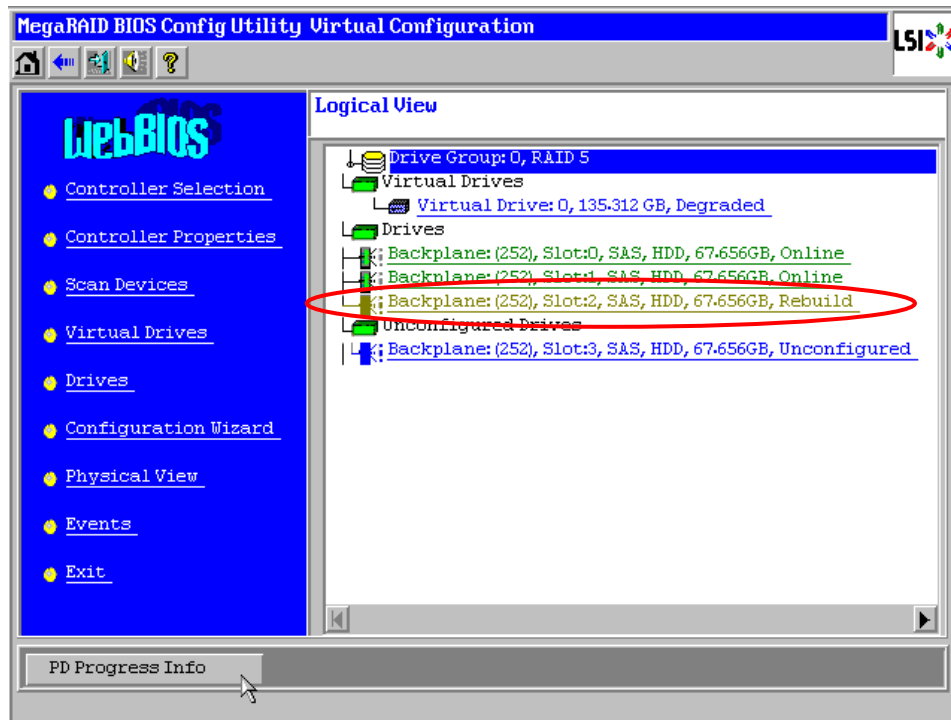 MegaRAID BIOS Config Utility Virtual Configuration
LSI
WebBIOS
Controller Selection
Controller Properties
Scan Devices
Virtual Drives
Drives
Configuration Wizard
Physical View
Events
Exit
Logical View
Drive Group: 0, RAID 5
Virtual Drives
Virtual Drive: 0, 135.312 GB, Degraded
Drives
Backplane: (252), Slot:0, SAS, HDD, 67.656GB, Online
Backplane: (252), Slot:1, SAS, HDD, 67.656GB, Online
Backplane: (252), Slot:2, SAS, HDD, 67.656GB, Rebuild
Unconfigured Drives
Backplane: (252), Slot:3, SAS, HDD, 67.656GB, Unconfigured
PD Progress Info